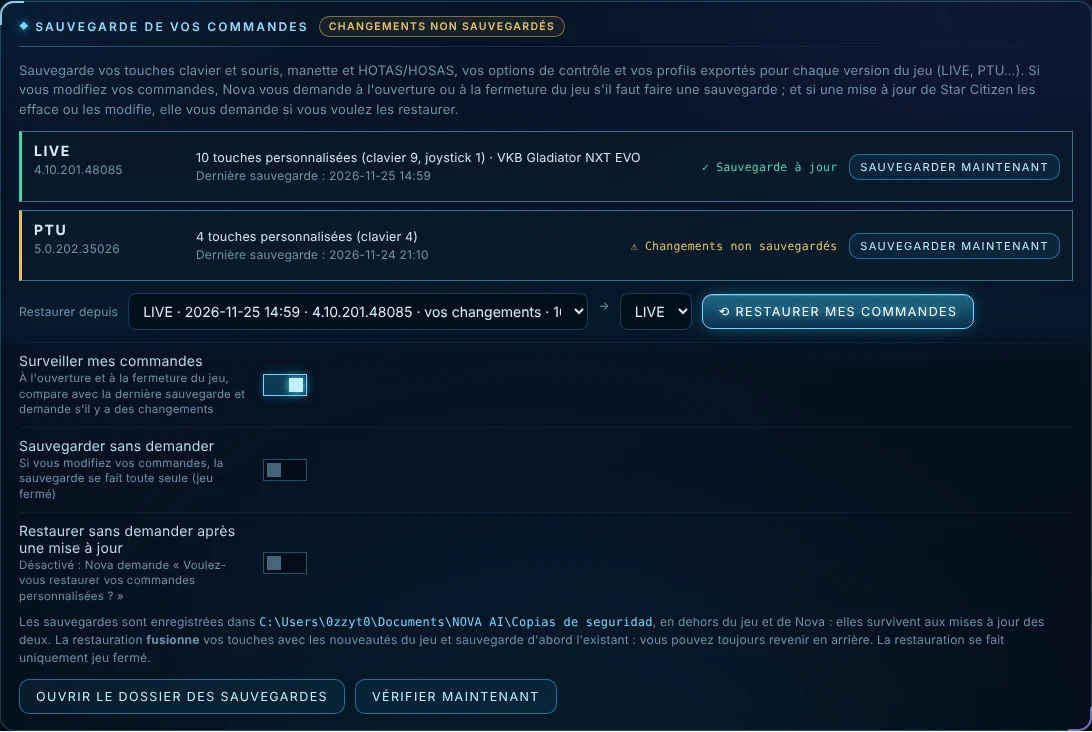 SAUVEGARDE DE VOS COMMANDES CHANGEMENTS NON SAUVEGARDÉS
Sauvegarde vos touches clavier et souris, manette et HOTAS/HOSAS, vos options de contrôle et vos profils exportés pour chaque version du jeu (LIVE, PTU...). Si
vous modifiez vos commandes, Nova vous demande à l'ouverture ou à la fermeture du jeu s'il faut faire une sauvegarde ; et si une mise à jour de Star Citizen les
efface ou les modifie, elle vous demande si vous voulez les restaurer.
LIVE
4.10.201.48085
10 touches personnalisées (clavier 9, joystick 1) · VKB Gladiator NXT EVO
Dernière sauvegarde : 2026-11-25 14:59
✓ Sauvegarde à jour
SAUVEGARDER MAINTENANT
PTU
5.0.202.35026
4 touches personnalisées (clavier 4)
Dernière sauvegarde : 2026-11-24 21:10
⚠ Changements non sauvegardés
SAUVEGARDER MAINTENANT
Restaurer depuis LIVE · 2026-11-25 14:59 · 4.10.201.48085 · vos changements · → LIVE ⟲ RESTAURER MES COMMANDES
Surveiller mes commandes
À l'ouverture et à la fermeture du jeu,
compare avec la dernière sauvegarde et
demande s'il y a des changements
Sauvegarder sans demander
Si vous modifiez vos commandes, la
sauvegarde se fait toute seule (jeu
fermé)
Restaurer sans demander après
une mise à jour
Désactivé : Nova demande « Voulez-
vous restaurer vos commandes
personnalisées ? »
Les sauvegardes sont enregistrées dans C:\Users\0zzyt0\Documents\NOVA AI\Copias de seguridad, en dehors du jeu et de Nova : elles survivent aux mises à jour des
deux. La restauration fusionne vos touches avec les nouveautés du jeu et sauvegarde d'abord l'existant : vous pouvez toujours revenir en arrière. La restauration se fait
uniquement jeu fermé.
OUVRIR LE DOSSIER DES SAUVEGARDES VÉRIFIER MAINTENANT